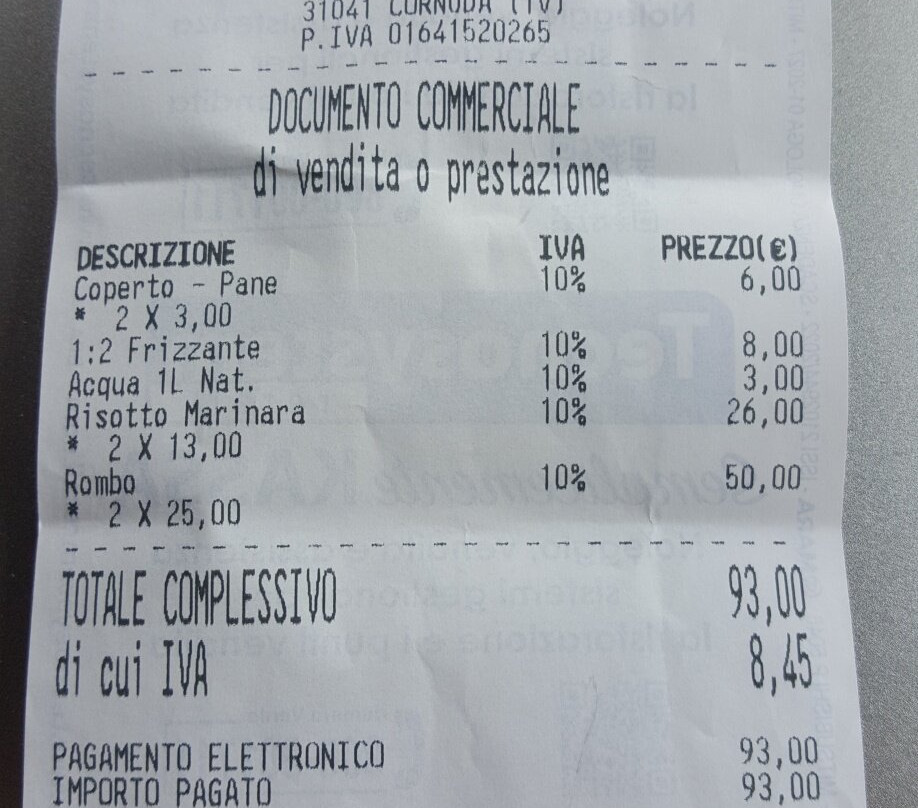 31041 CORNUDA (TV)
P.IVA 01641520265
DOCUMENTO COMMERCIALE
di vendita o prestazione
DESCRIZIONE IVA PREZZO(€)
Coperto - Pane 10% 6,00
* 2 X 3,00
1:2 Frizzante 10% 8,00
Acqua 1L Nat. 10% 3,00
Risotto Marinara 10% 26,00
* 2 X 13,00
Rombo 10% 50,00
* 2 X 25,00
TOTALE COMPLESSIVO 93,00
di cui IVA 8,45
PAGAMENTO ELETTRONICO 93,00
IMPORTO PAGATO 93,00